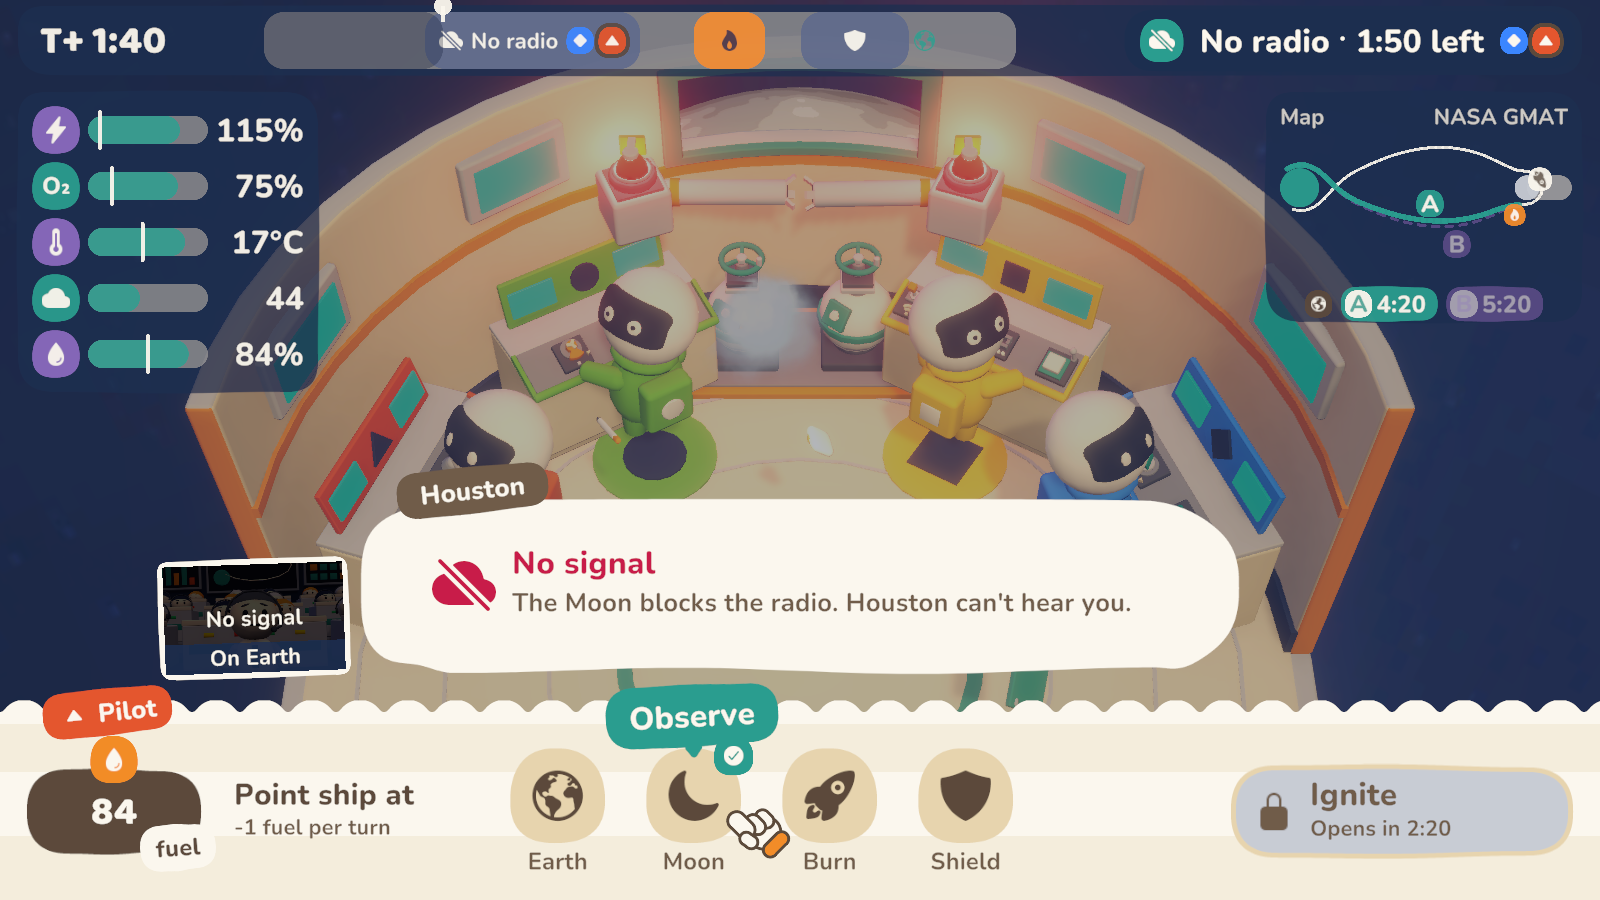 T+ 1:40
No radio
No radio · 1:50 left
115%
O₂
75%
17°C
44
84%
Map
NASA GMAT
A
B
A 4:20
B 5:20
Houston
No signal
The Moon blocks the radio. Houston can't hear you.
No signal
On Earth
Pilot
84
fuel
Point ship at
-1 fuel per turn
Observe
Earth
Moon
Burn
Shield
Ignite
Opens in 2:20